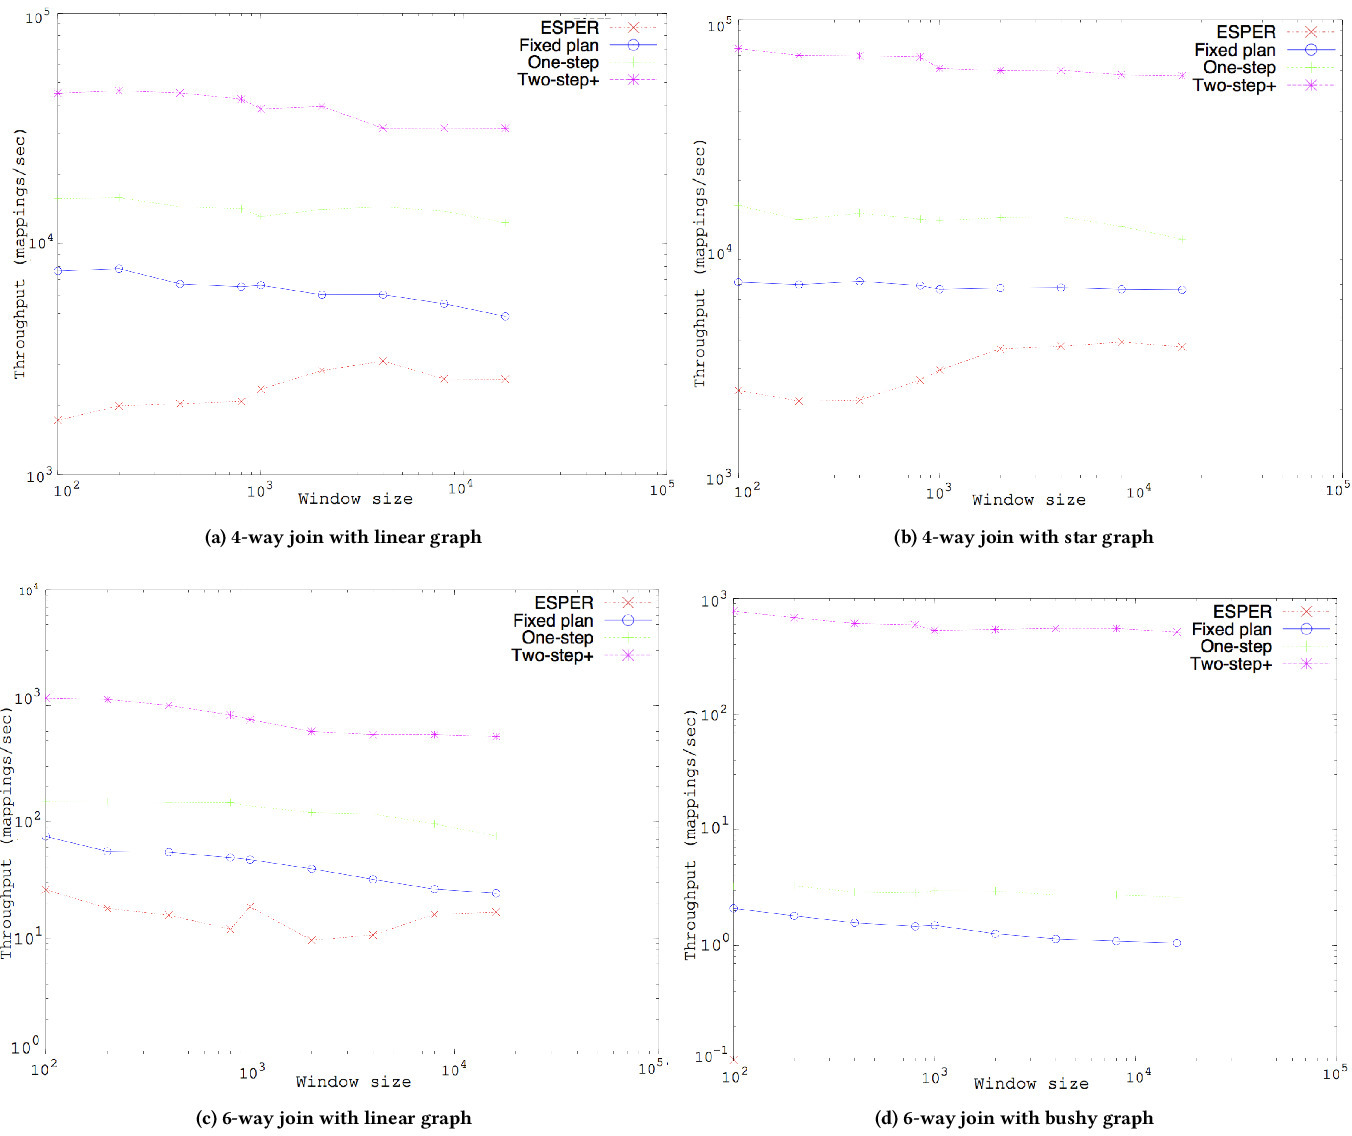 10^5
ESPER
Fixed plan
One-step
Two-step+
Throughput (mappings/sec)
10^4
10^3
10^2 10^3 10^4 10^5
Window size
(a) 4-way join with linear graph
10^5
ESPER
Fixed plan
One-step
Two-step+
Throughput (mappings/sec)
10^4
10^3
10^2 10^3 10^4 10^5
Window size
(b) 4-way join with star graph
10^4
ESPER
Fixed plan
One-step
Two-step+
10^3
Throughput (mappings/sec)
10^2
10^1
10^0
10^2 10^3 10^4 10^5
Window size
(c) 6-way join with linear graph
10^3
ESPER
Fixed plan
One-step
Two-step+
10^2
Throughput (mappings/sec)
10^1
10^0
10^-1
10^2 10^3 10^4 10^5
Window size
(d) 6-way join with bushy graph